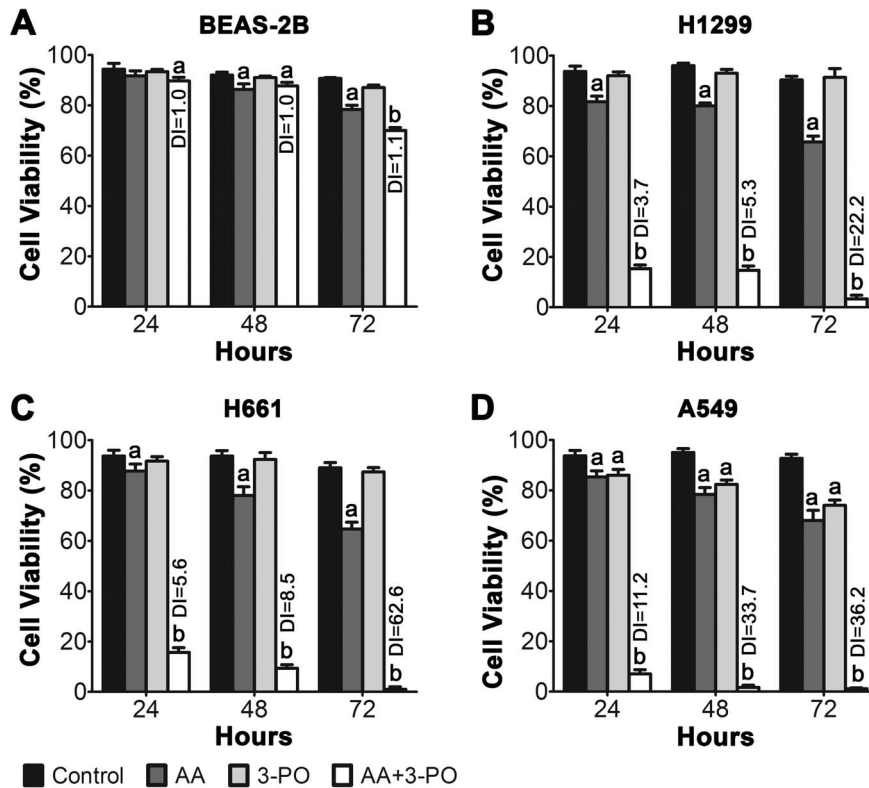 A
BEAS-2B
Cell Viability (%)
100
80
60
40
20
0
a
DI=1.0
a
a
DI=1.0
a
b
DI=1.1
24
48
72
Hours
B
H1299
Cell Viability (%)
100
80
60
40
20
0
a
b
DI=3.7
a
b
DI=5.3
a
b
DI=22.2
24
48
72
Hours
C
H661
Cell Viability (%)
100
80
60
40
20
0
a
b
DI=5.6
a
b
DI=8.5
a
b
DI=62.6
24
48
72
Hours
D
A549
Cell Viability (%)
100
80
60
40
20
0
a
a
b
DI=11.2
a
a
b
DI=33.7
a
a
b
DI=36.2
24
48
72
Hours
Control AA 3-PO AA+3-PO